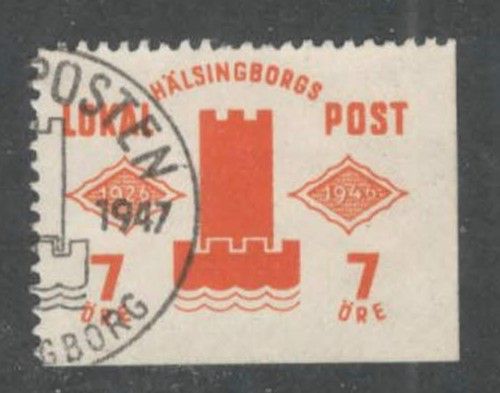 HÄLSINGBORGS
LOKAL POST
1926 1946
7 7
ÖRE ÖRE
POSTEN
1947
GBORG